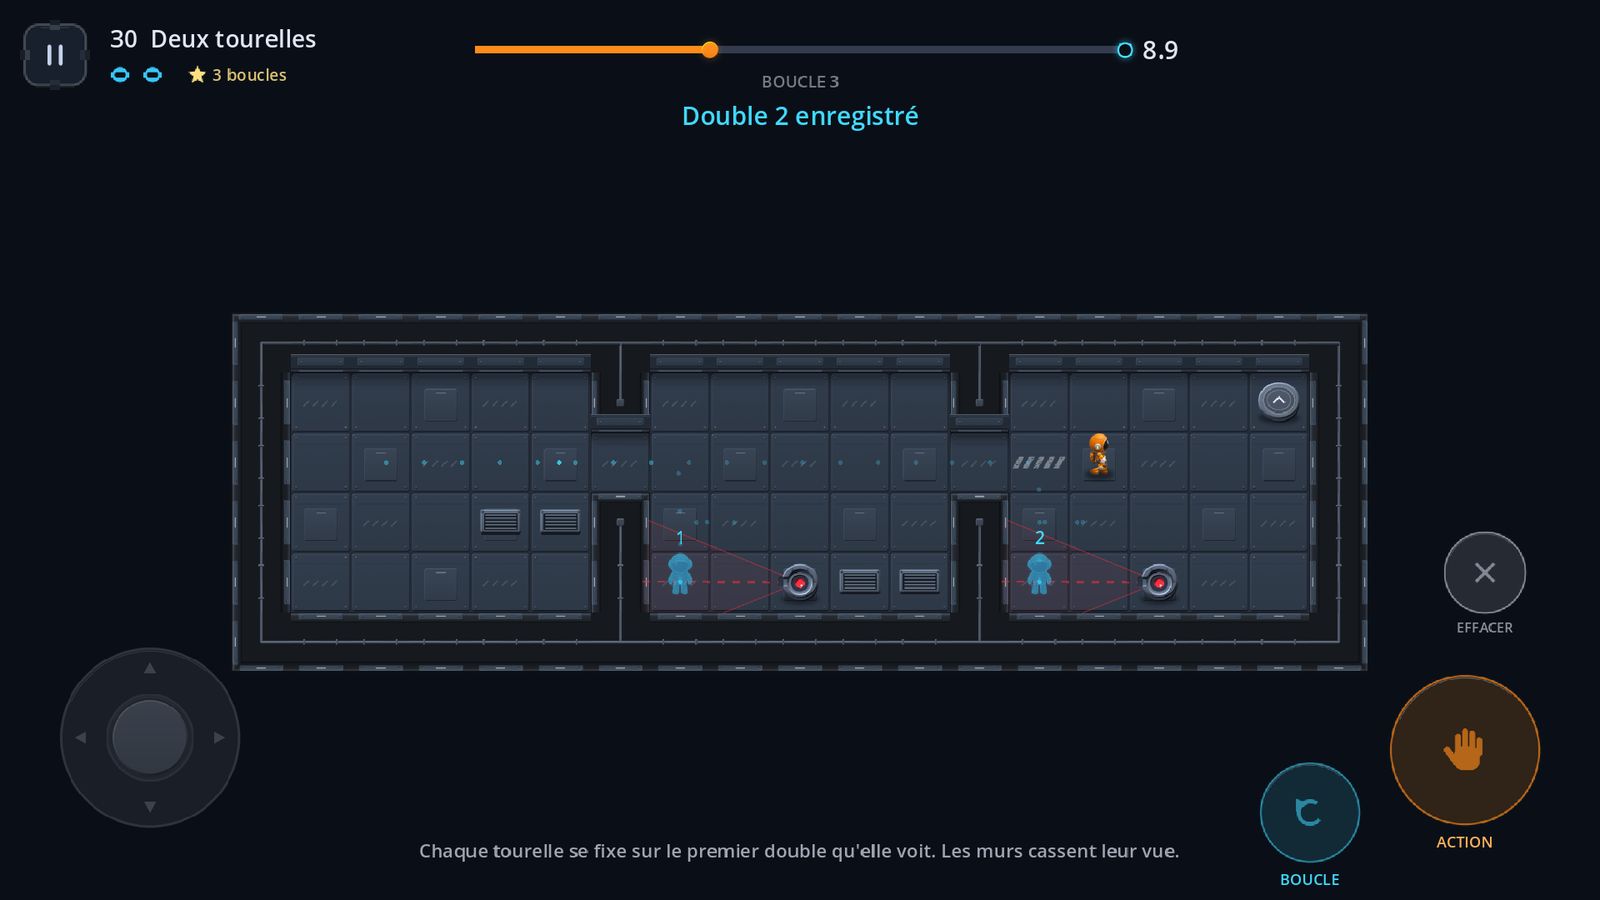 30 Deux tourelles
3 boucles
8.9
BOUCLE 3
Double 2 enregistré
1
2
EFFACER
ACTION
Chaque tourelle se fixe sur le premier double qu'elle voit. Les murs cassent leur vue.
BOUCLE